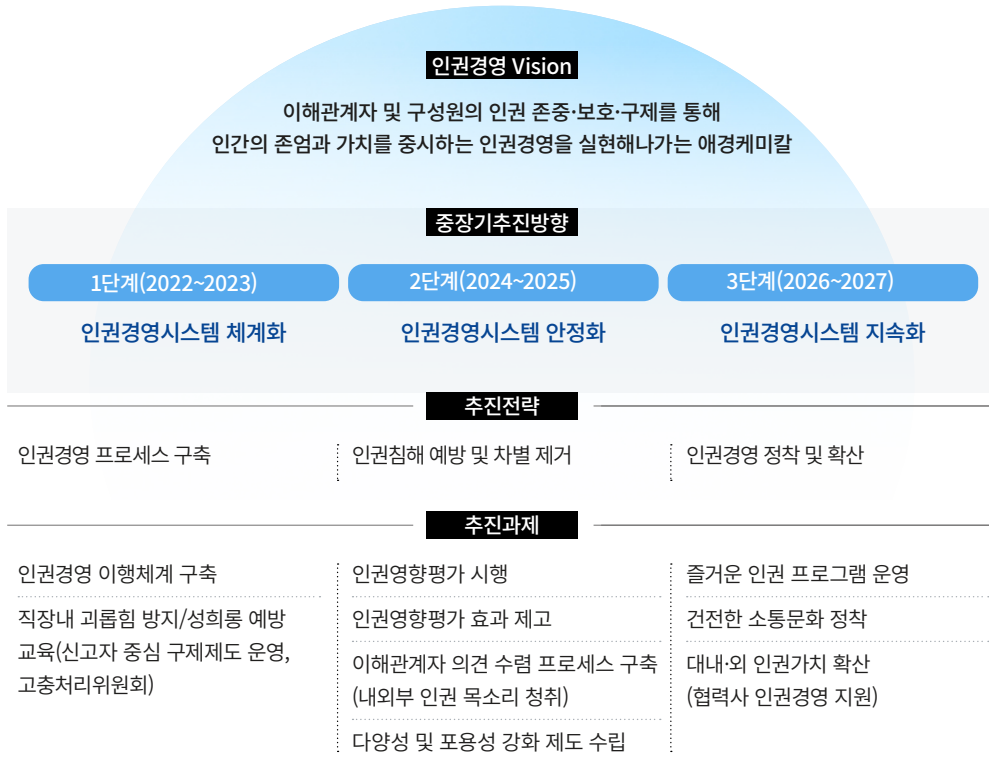 인권경영 Vision
이해관계자 및 구성원의 인권 존중·보호·구제를 통해
인간의 존엄과 가치를 중시하는 인권경영을 실현해나가는 애경케미칼
중장기추진방향
1단계(2022~2023)
2단계(2024~2025)
3단계(2026~2027)
인권경영시스템 체계화
인권경영시스템 안정화
인권경영시스템 지속화
추진전략
인권경영 프로세스 구축
인권침해 예방 및 차별 제거
인권경영 정착 및 확산
추진과제
인권경영 이행체계 구축
직장내 괴롭힘 방지/성희롱 예방
교육(신고자 중심 구제제도 운영,
고충처리위원회)
인권영향평가 시행
인권영향평가 효과 제고
이해관계자 의견 수렴 프로세스 구축
(내외부 인권 목소리 청취)
다양성 및 포용성 강화 제도 수립
즐거운 인권 프로그램 운영
건전한 소통문화 정착
대내·외 인권가치 확산
(협력사 인권경영 지원)